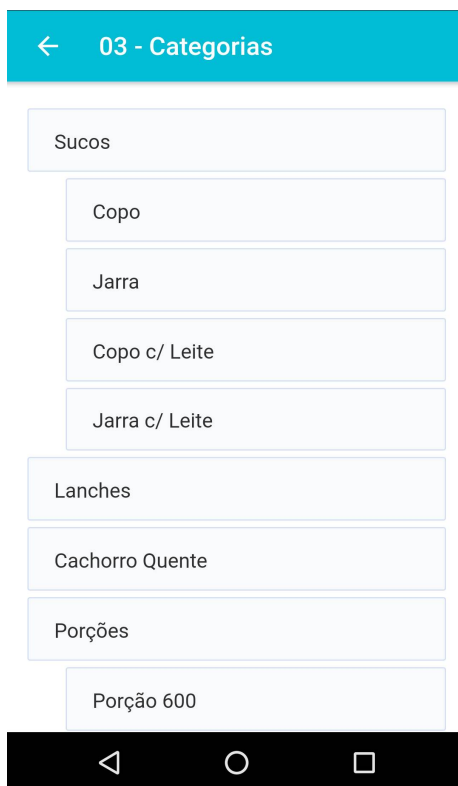 03 - Categorias
Sucos
Copo
Jarra
Copo c/ Leite
Jarra c/ Leite
Lanches
Cachorro Quente
Porções
Porção 600